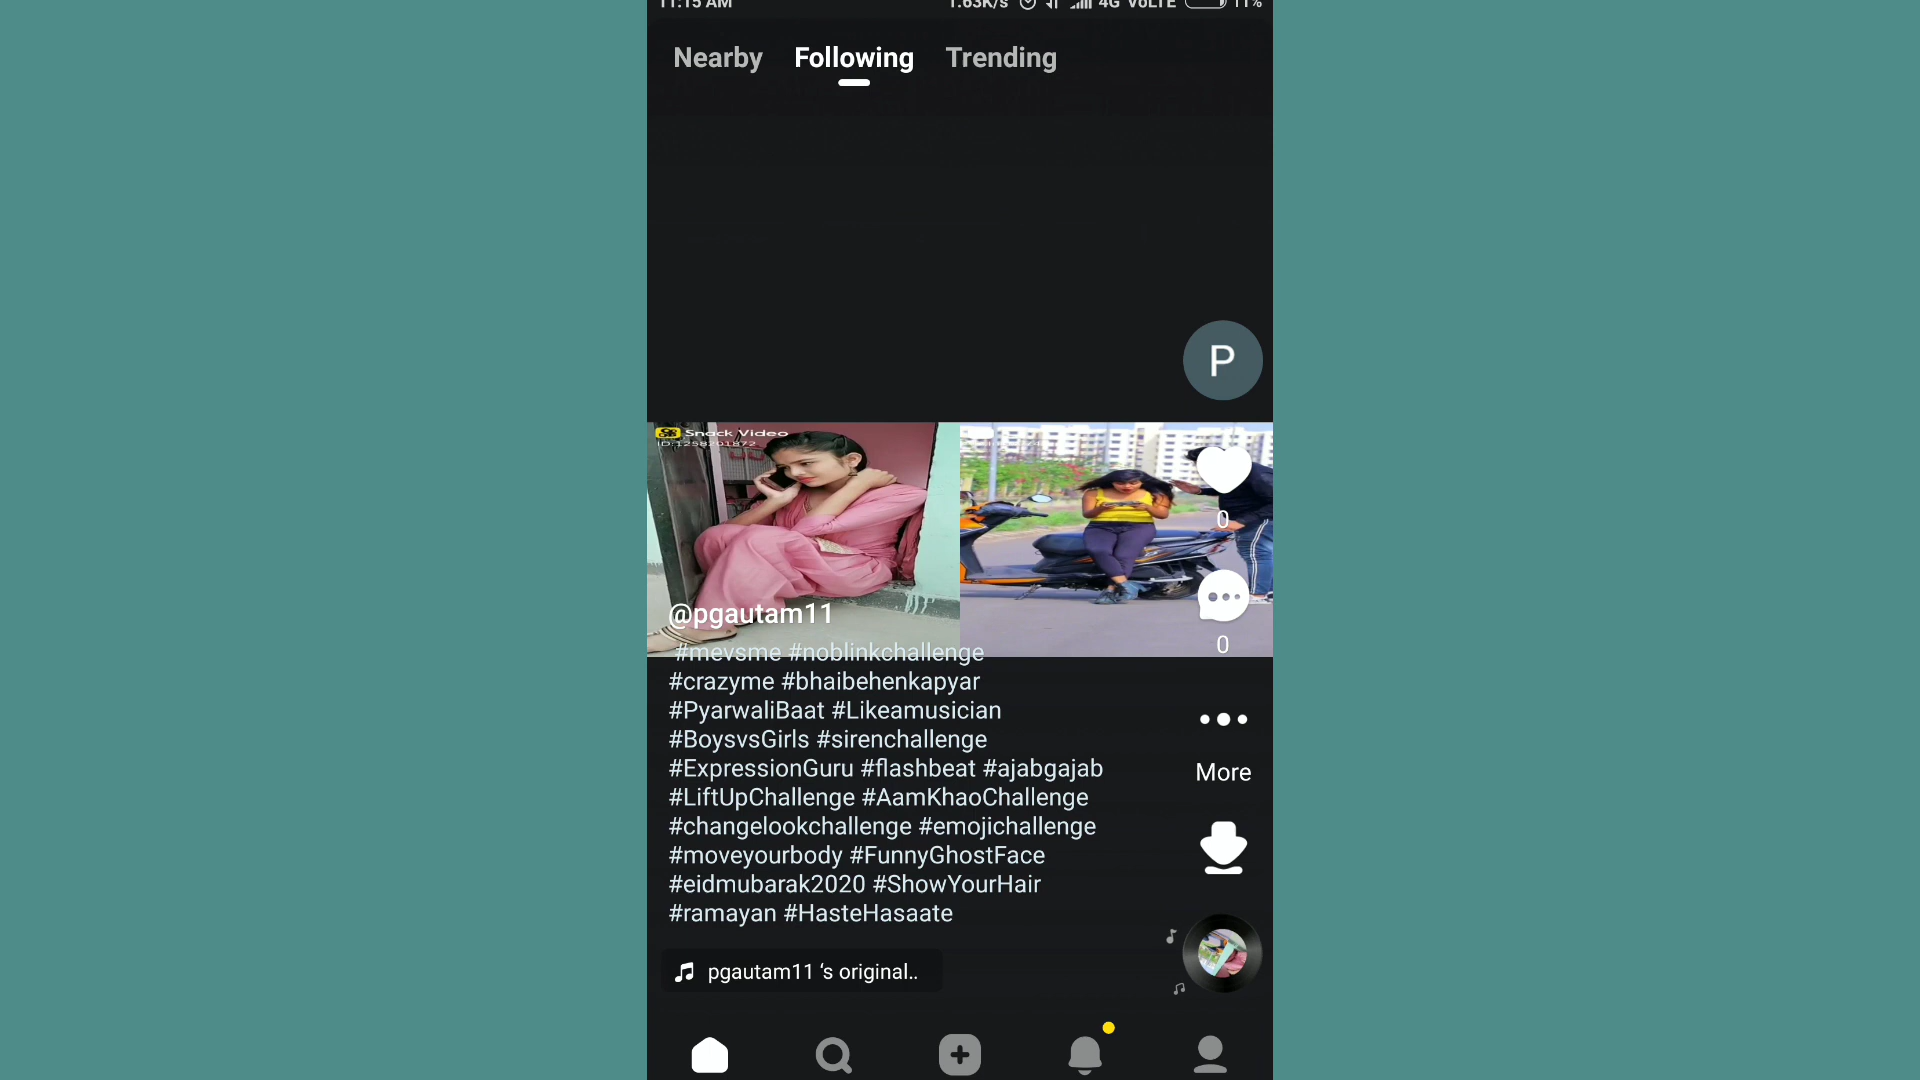 11:15 AM 1.63K/s 4G VoLTE 11%
Nearby Following Trending
P
Snack Video
ID:1258201872
0
0
@pgautam11
#mevsme #noblinkchallenge
#crazyme #bhaibehenkapyar
#PyarwaliBaat #Likeamusician
#BoysvsGirls #sirenchallenge
#ExpressionGuru #flashbeat #ajabgajab
#LiftUpChallenge #AamKhaoChallenge
#changelookchallenge #emojichallenge
#moveyourbody #FunnyGhostFace
#eidmubarak2020 #ShowYourHair
#ramayan #HasteHasaate
More
pgautam11 ‘s original..